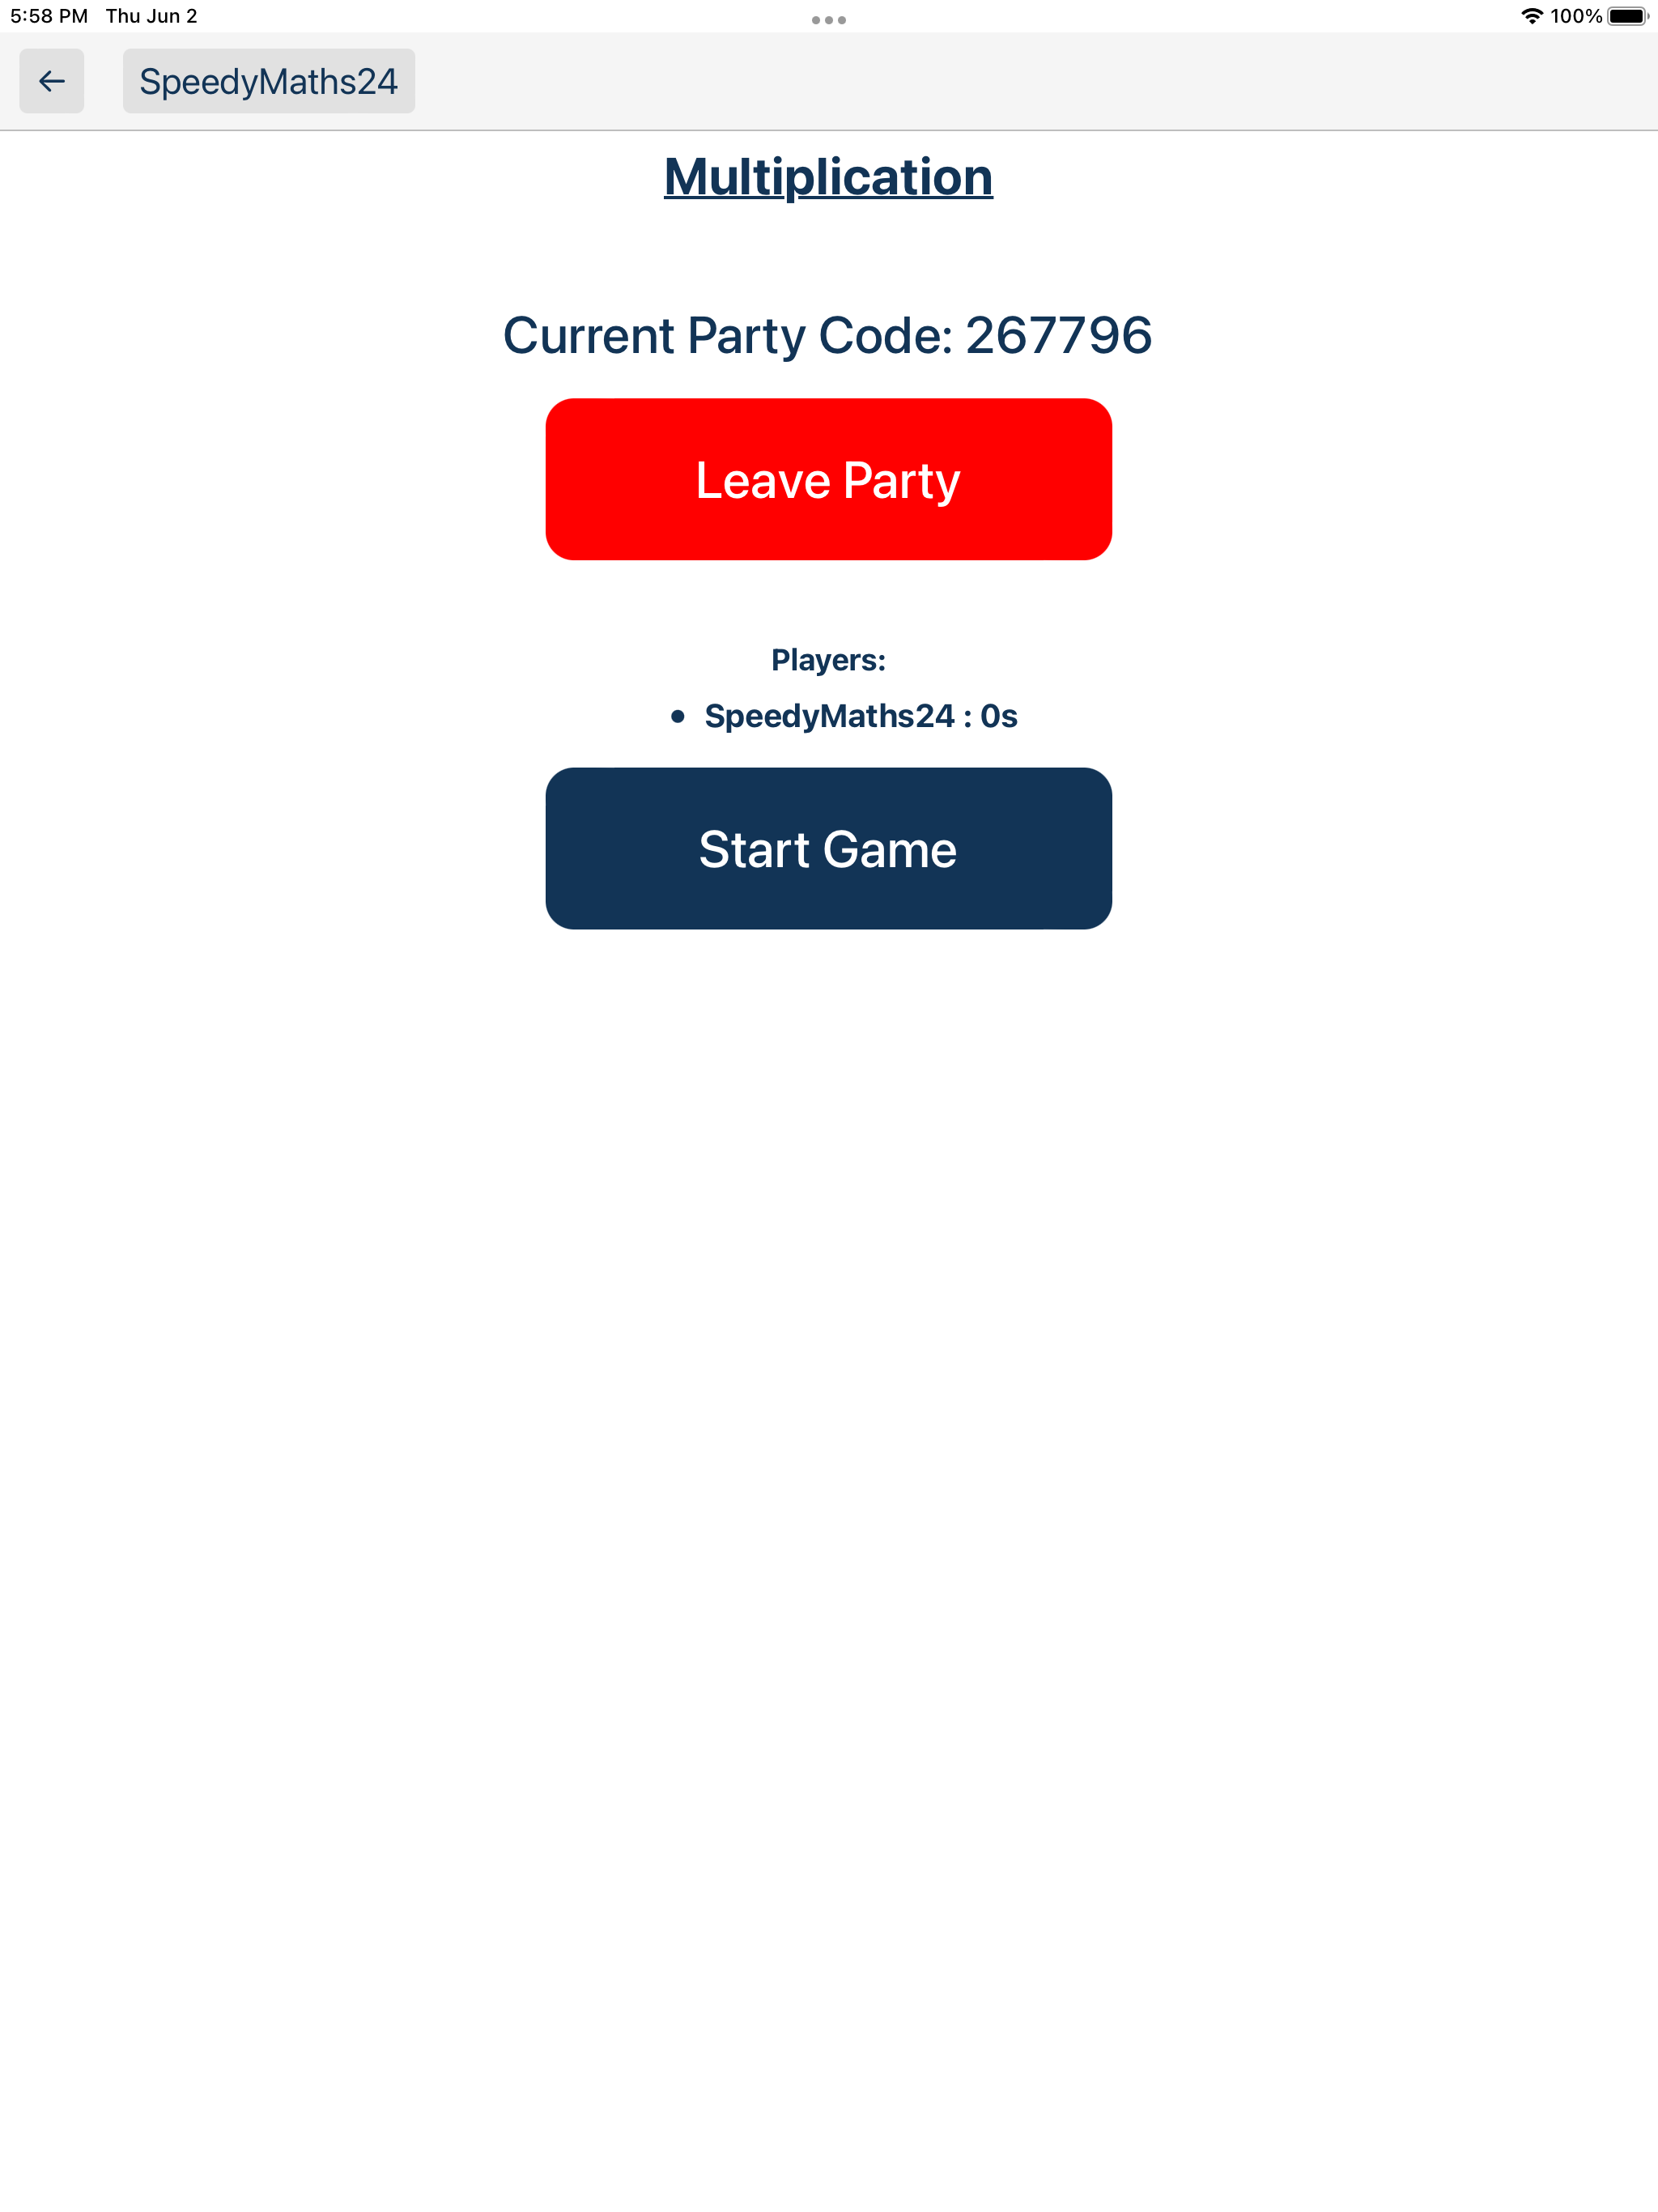 5:58 PM Thu Jun 2 100%
SpeedyMaths24
Multiplication
Current Party Code: 267796
Leave Party
Players:
• SpeedyMaths24 : 0s
Start Game